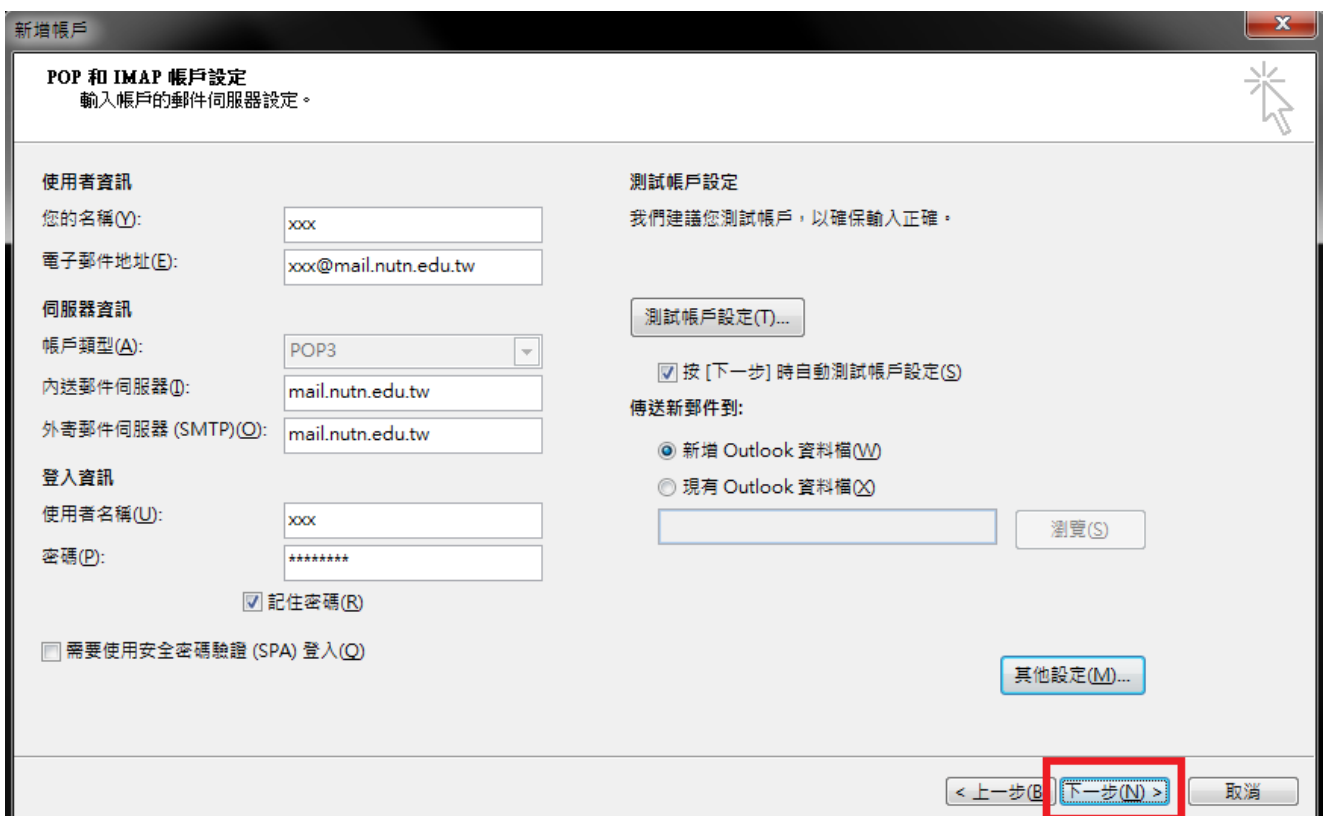 新增帳戶
POP 和 IMAP 帳戶設定
輸入帳戶的郵件伺服器設定。
使用者資訊
您的名稱(Y):
xxx
電子郵件地址(E):
xxx@mail.nutn.edu.tw
伺服器資訊
帳戶類型(A):
POP3
內送郵件伺服器(I):
mail.nutn.edu.tw
外寄郵件伺服器 (SMTP)(O):
mail.nutn.edu.tw
登入資訊
使用者名稱(U):
xxx
密碼(P):
********
記住密碼(R)
需要使用安全密碼驗證 (SPA) 登入(Q)
測試帳戶設定
我們建議您測試帳戶，以確保輸入正確。
測試帳戶設定(T)...
按 [下一步] 時自動測試帳戶設定(S)
傳送新郵件到:
新增 Outlook 資料檔(W)
現有 Outlook 資料檔(X)
瀏覽(S)
其他設定(M)...
< 上一步(B
下一步(N) >
取消